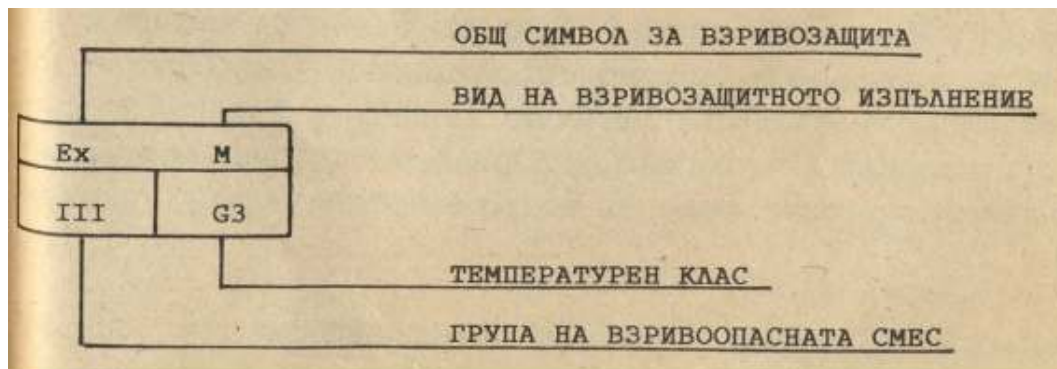 ОБЩ СИМВОЛ ЗА ВЗРИВОЗАЩИТА
ВИД НА ВЗРИВОЗАЩИТНОТО ИЗПЪЛНЕНИЕ
Ex M
III G3
ТЕМПЕРАТУРЕН КЛАС
ГРУПА НА ВЗРИВООПАСНАТА СМЕС